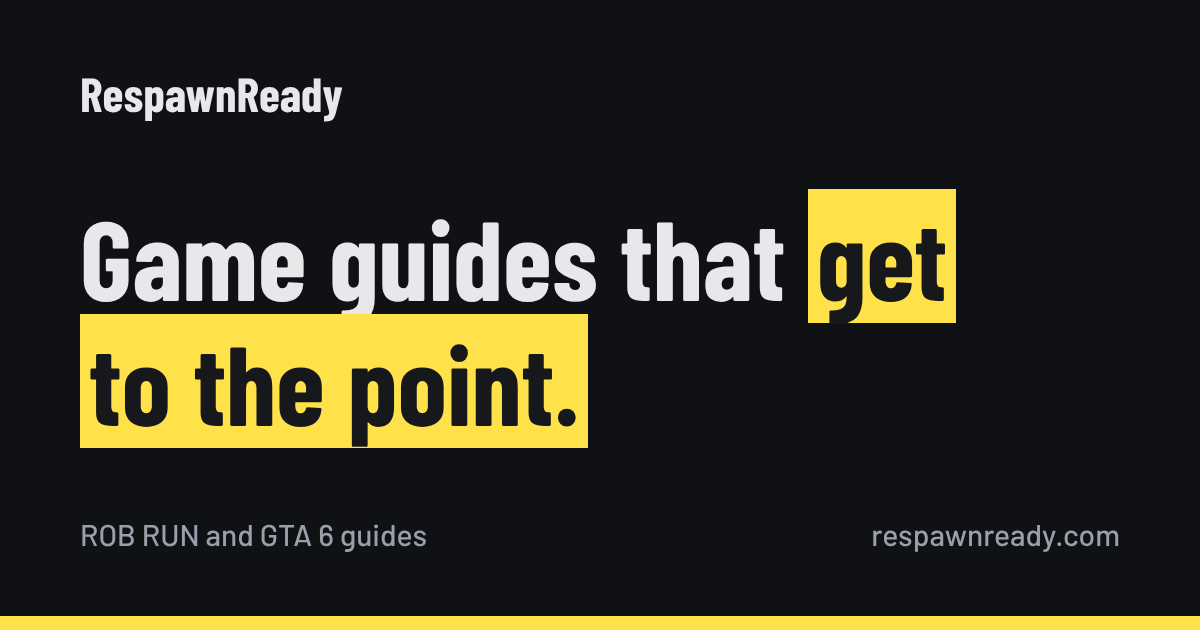 RespawnReady
Game guides that get
to the point.
ROB RUN and GTA 6 guides
respawnready.com